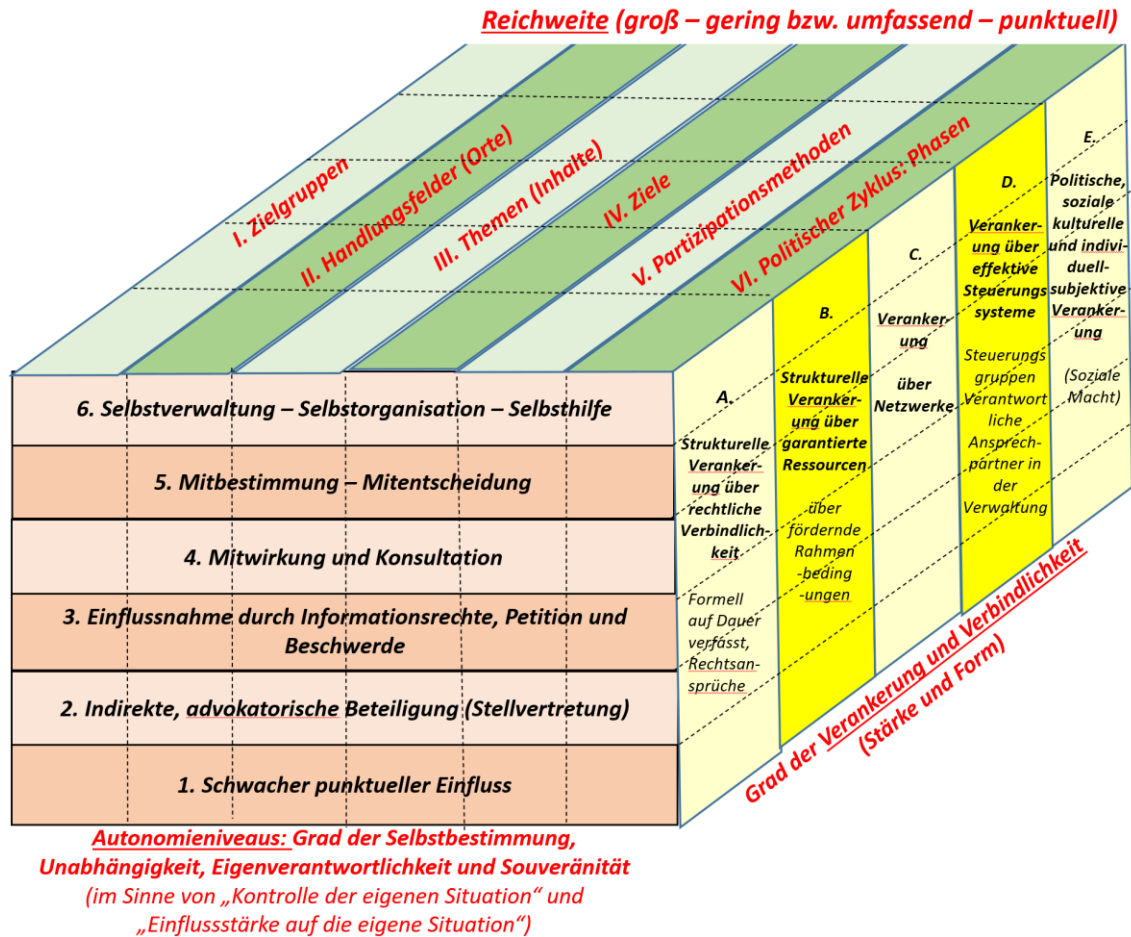 Reichweite (groß – gering bzw. umfassend – punktuell)
I. Zielgruppen
II. Handlungsfelder (Orte)
III. Themen (Inhalte)
IV. Ziele
V. Partizipationsmethoden
VI. Politischer Zyklus: Phasen
6. Selbstverwaltung – Selbstorganisation – Selbsthilfe
5. Mitbestimmung – Mitentscheidung
4. Mitwirkung und Konsultation
3. Einflussnahme durch Informationsrechte, Petition und
Beschwerde
2. Indirekte, advokatorische Beteiligung (Stellvertretung)
1. Schwacher punktueller Einfluss
A.
Strukturelle
Veranker-
ung über
rechtliche
Verbindlich-
keit
Formell
auf Dauer
verfasst,
Rechtsan-
sprüche
B.
Strukturelle
Veranker-
ung über
garantierte
Ressourcen
über
fördernde
Rahmen
-beding
-ungen
C.
Veranker-
ung
über
Netzwerke
D.
Veranker-
ung über
effektive
Steuerungs
systeme
Steuerungs
gruppen
Verantwort
liche
Ansprech-
partner in
der
Verwaltung
E.
Politische,
soziale
kulturelle
und indivi-
duell-
subjektive
Veranker-
ung
(Soziale
Macht)
Grad der Verankerung und Verbindlichkeit
(Stärke und Form)
Autonomieniveaus: Grad der Selbstbestimmung,
Unabhängigkeit, Eigenverantwortlichkeit und Souveränität
(im Sinne von „Kontrolle der eigenen Situation“ und
„Einflussstärke auf die eigene Situation“)